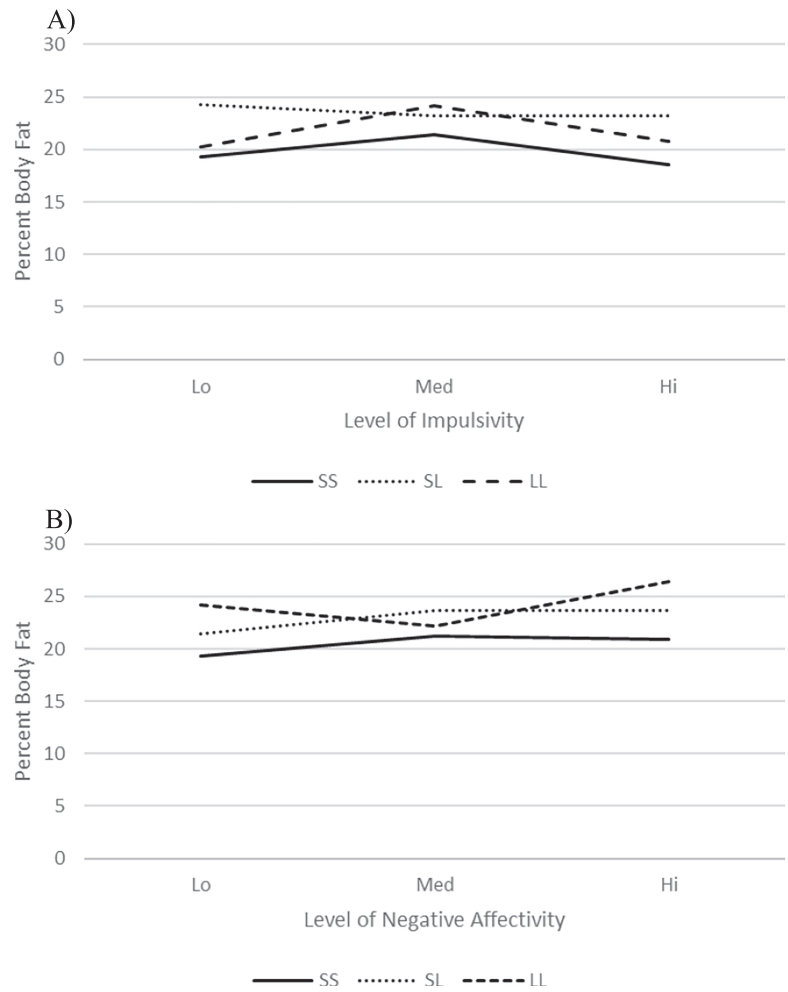 A)
30
25
20
15
10
5
0
Percent Body Fat
Lo Med Hi
Level of Impulsivity
SS SL LL
B)
30
25
20
15
10
5
0
Percent Body Fat
Lo Med Hi
Level of Negative Affectivity
SS SL LL